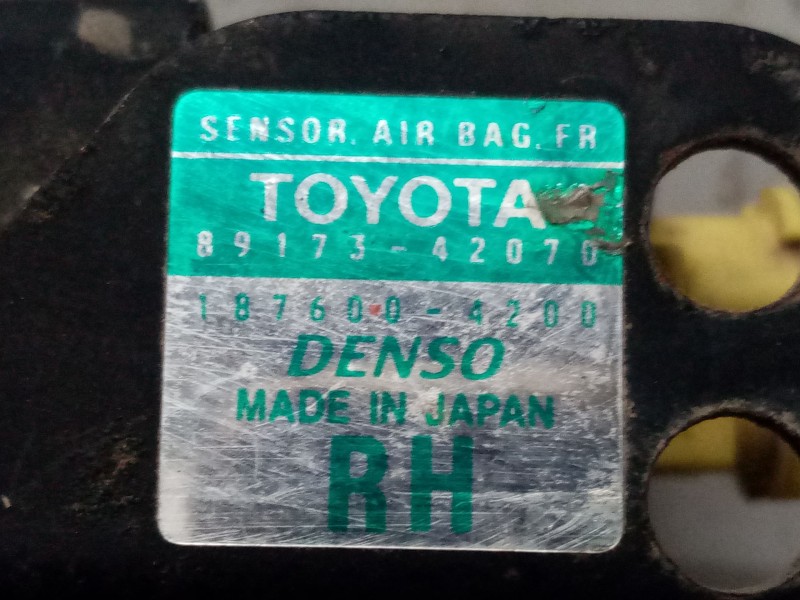 SENSOR, AIR BAG, FR
TOYOTA
89173-42070
187600-4200
DENSO
MADE IN JAPAN
RH